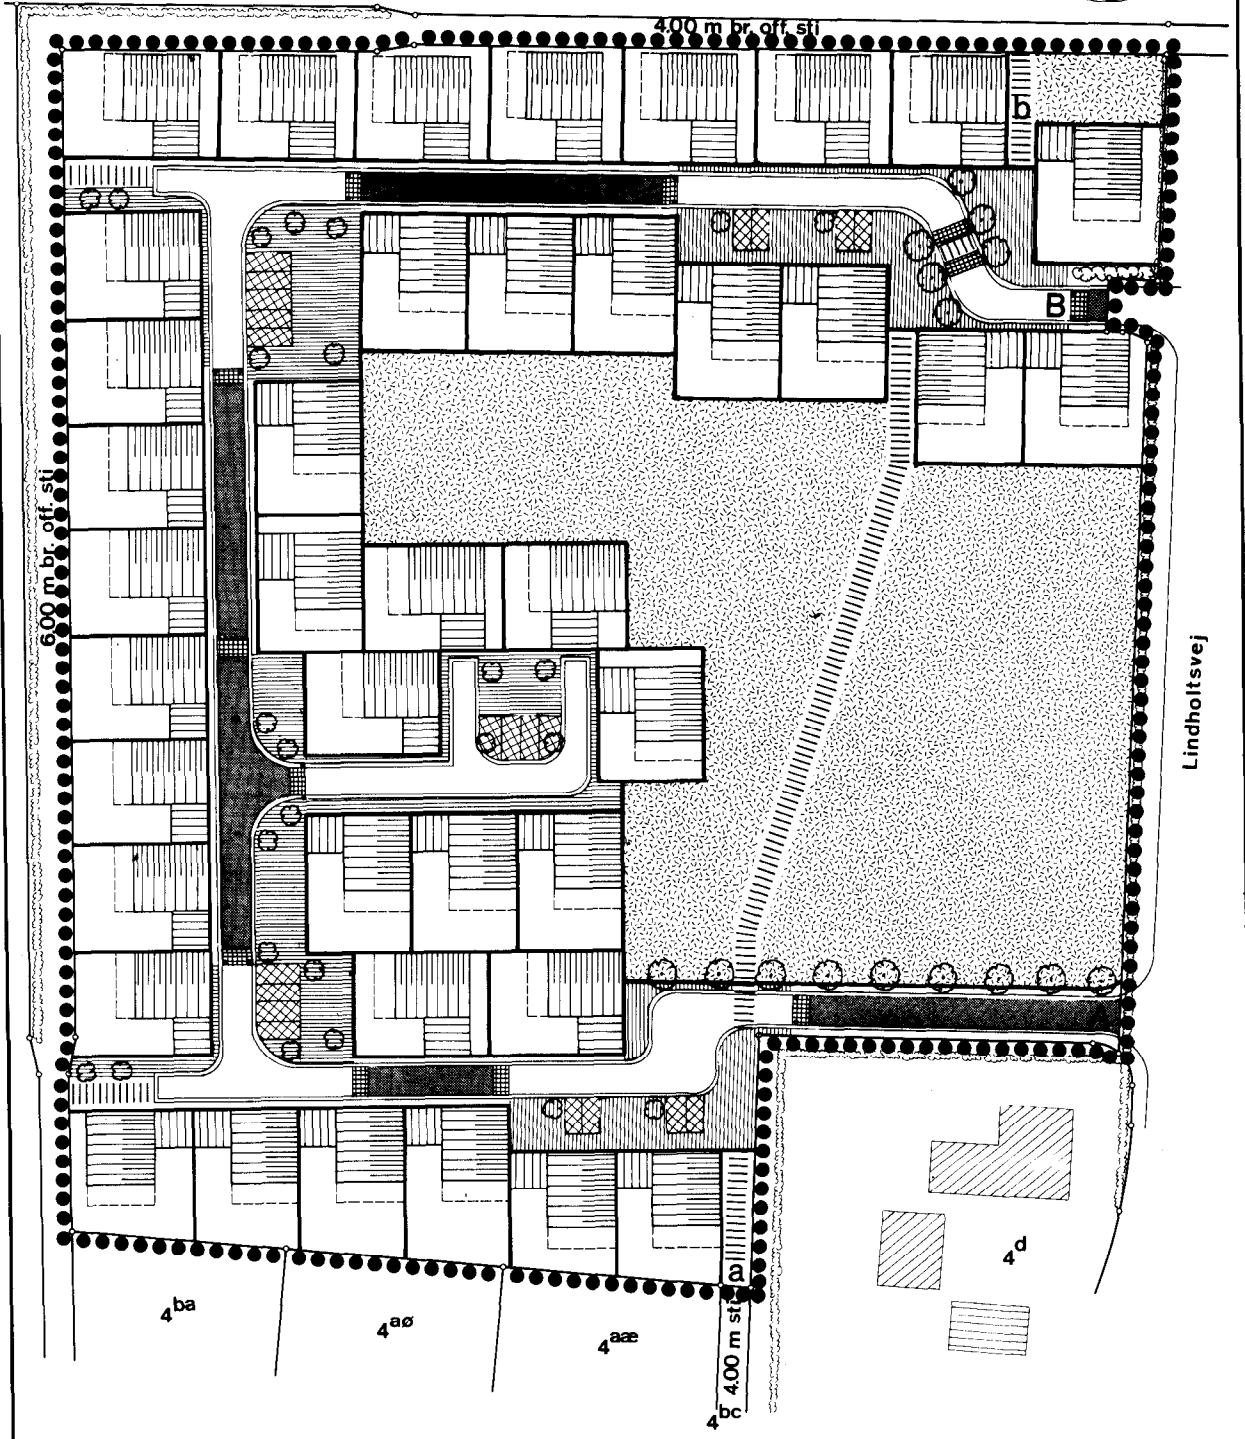 4.00 m br. off. sti
b
B
6.00 m br. off. sti
Lindholtsvej
a
4d
4ba
4aø
4aæ
4.00 m sti
4bc